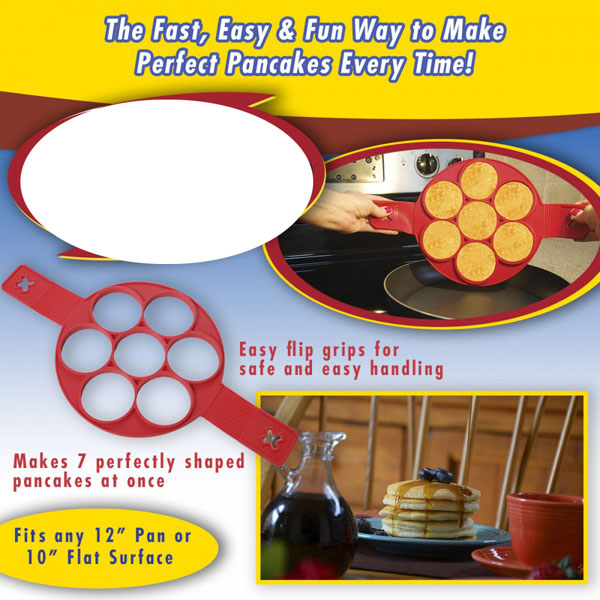 The Fast, Easy & Fun Way to Make
Perfect Pancakes Every Time!
Easy flip grips for
safe and easy handling
Makes 7 perfectly shaped
pancakes at once
Fits any 12" Pan or
10" Flat Surface